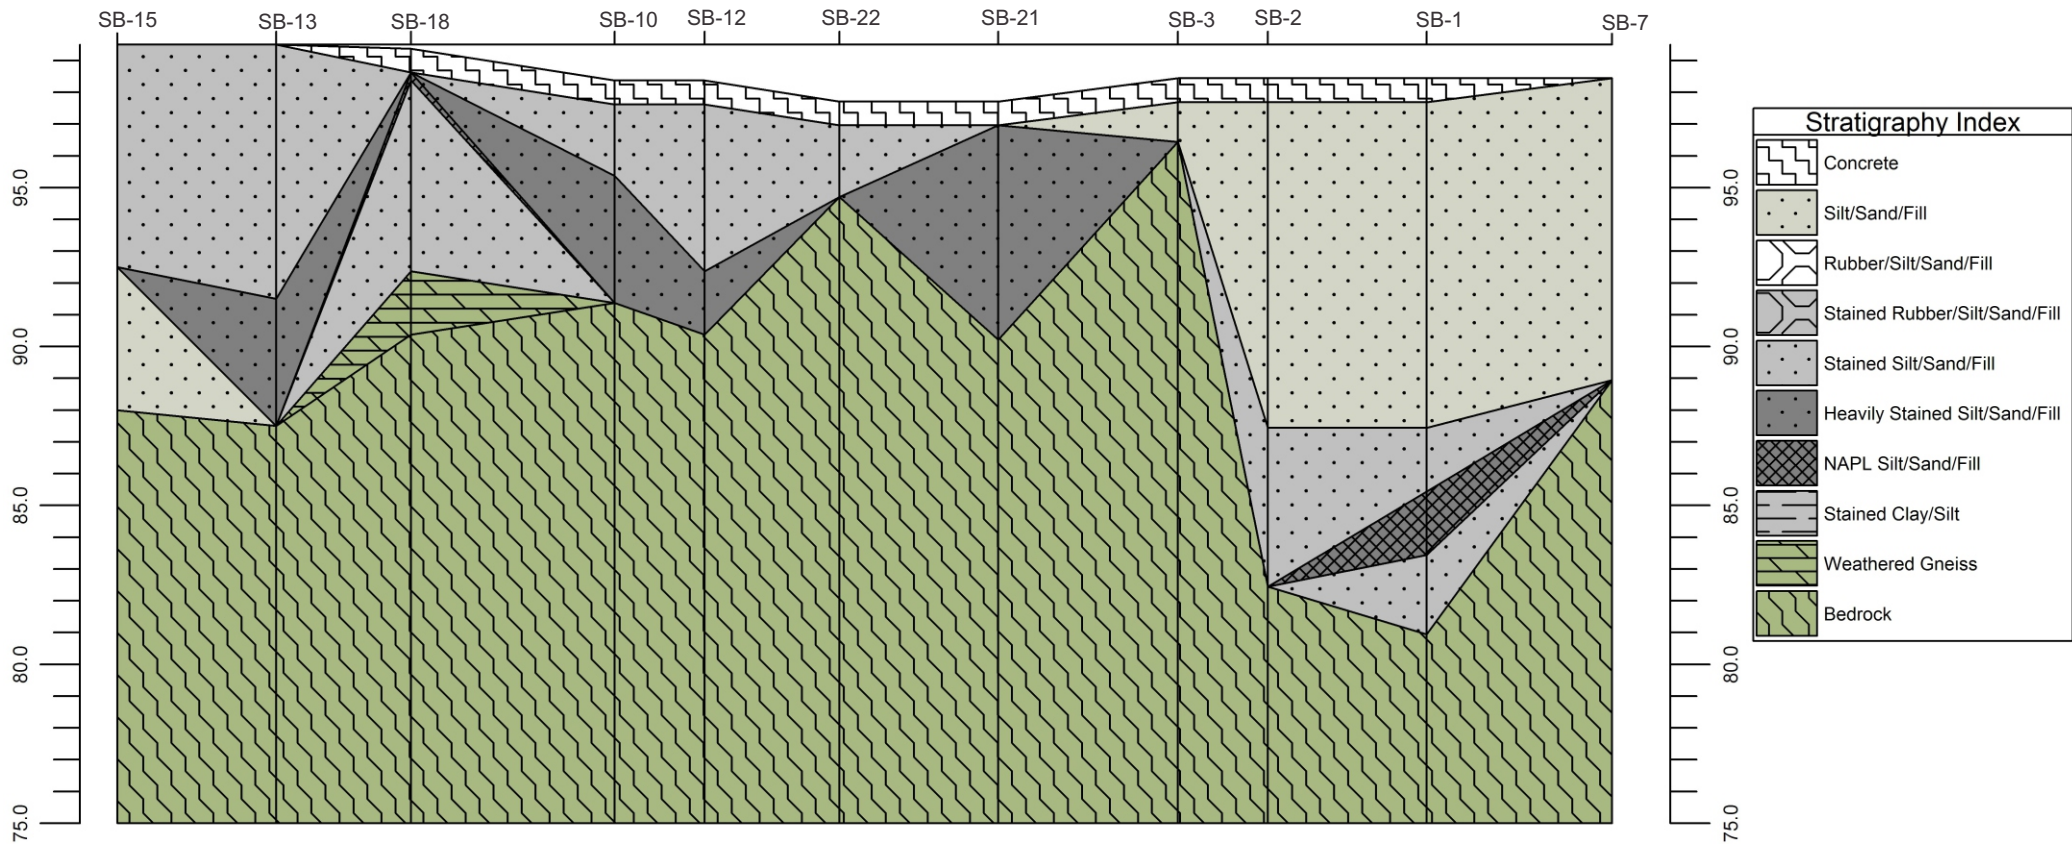 SB-15 SB-13 SB-18 SB-10 SB-12 SB-22 SB-21 SB-3 SB-2 SB-1 SB-7
95.0
90.0
85.0
80.0
75.0
95.0
90.0
85.0
80.0
75.0
Stratigraphy Index
Concrete
Silt/Sand/Fill
Rubber/Silt/Sand/Fill
Stained Rubber/Silt/Sand/Fill
Stained Silt/Sand/Fill
Heavily Stained Silt/Sand/Fill
NAPL Silt/Sand/Fill
Stained Clay/Silt
Weathered Gneiss
Bedrock